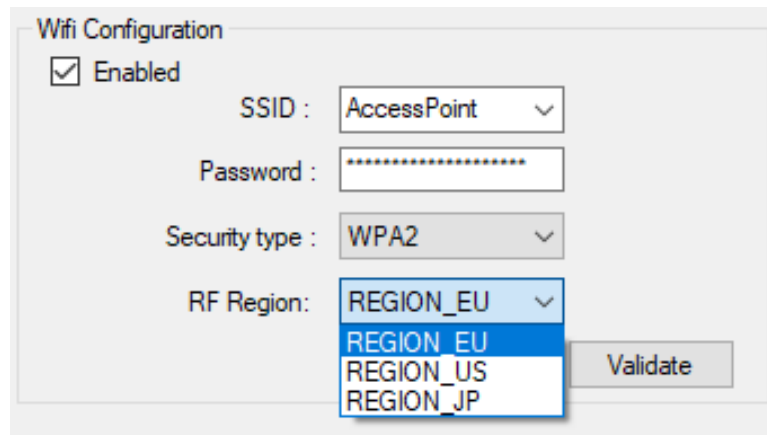 Wifi Configuration
Enabled
SSID : AccessPoint
Password : ********************
Security type : WPA2
RF Region: REGION_EU
REGION_EU
REGION_US
REGION_JP
Validate